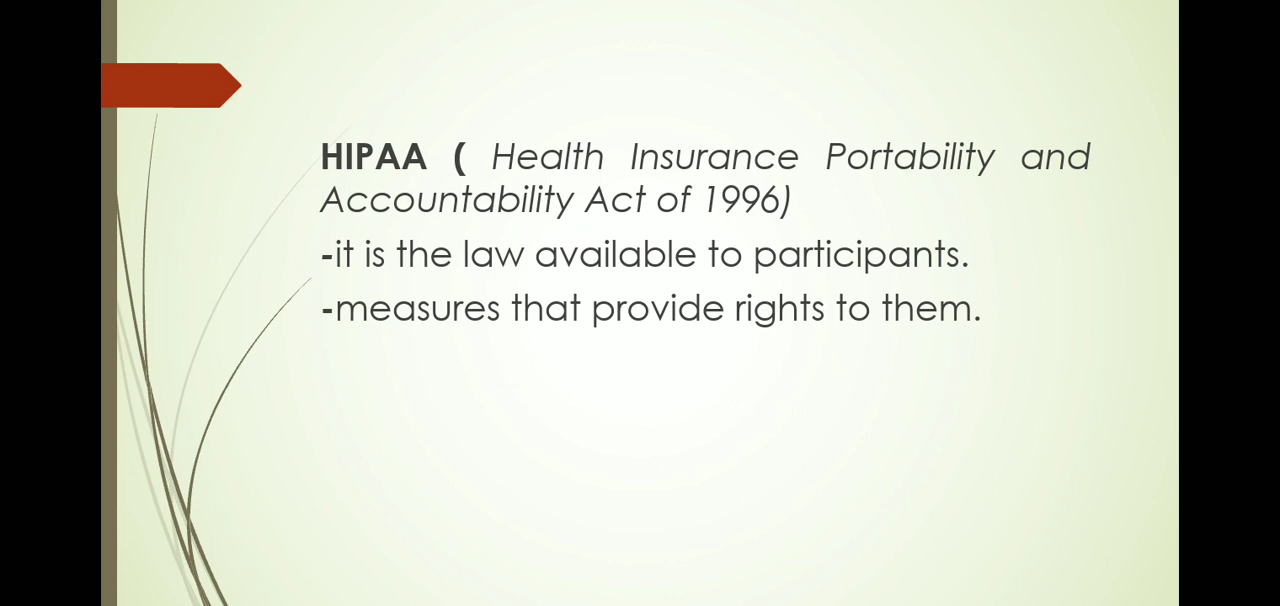 HIPAA ( Health Insurance Portability and
Accountability Act of 1996)
-it is the law available to participants.
-measures that provide rights to them.